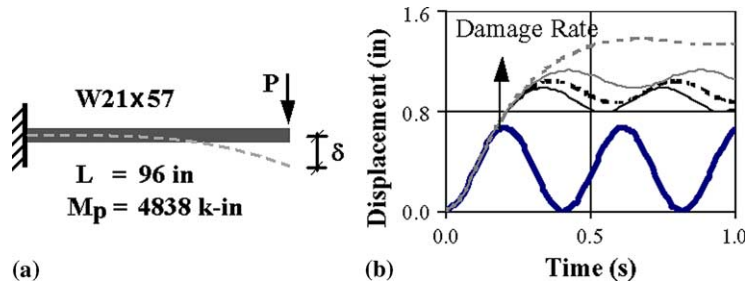 W21x57
P
δ
L = 96 in
Mp = 4838 k-in
(a)
Displacement (in)
1.6
0.8
0.0
Damage Rate
0.0 0.5 1.0
Time (s)
(b)